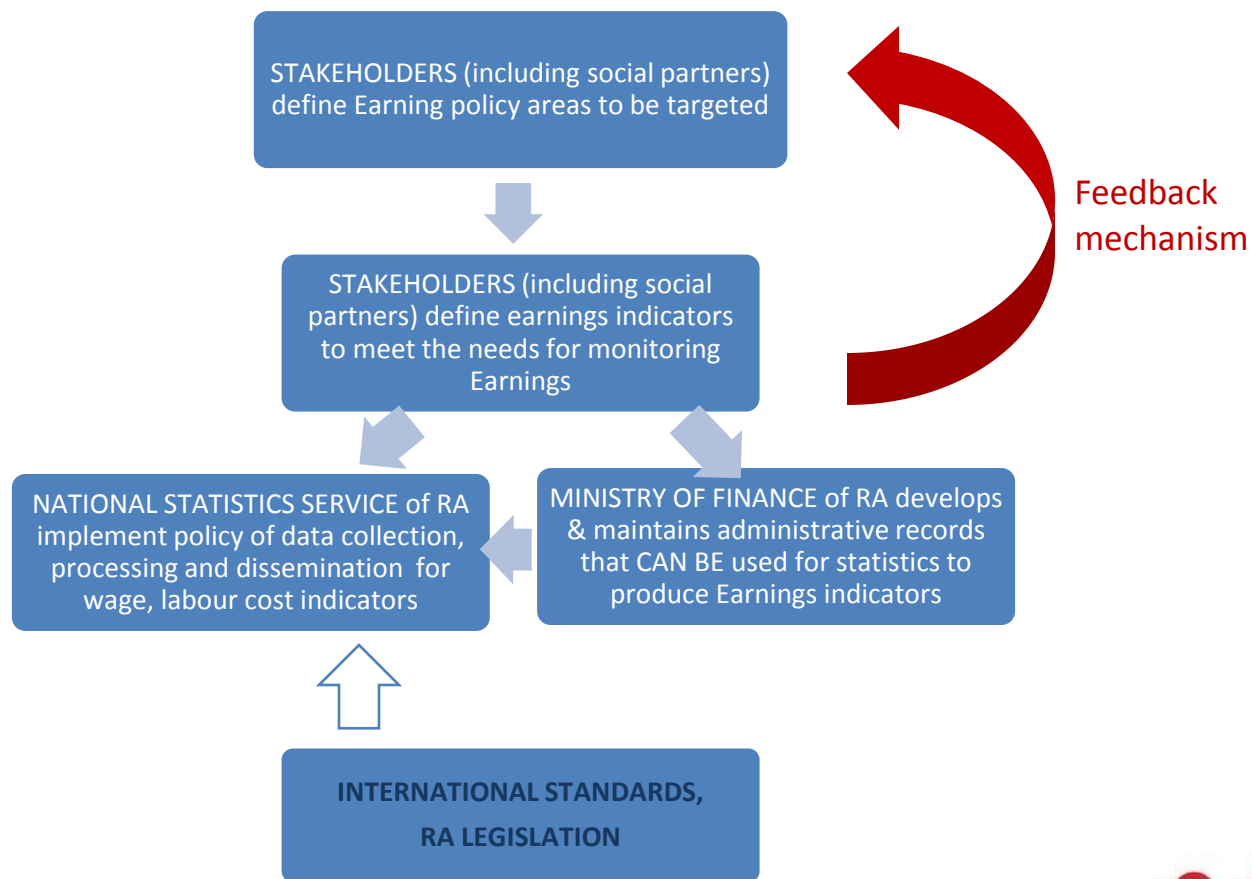 STAKEHOLDERS (including social partners)
define Earning policy areas to be targeted
Feedback
mechanism
STAKEHOLDERS (including social
partners) define earnings indicators
to meet the needs for monitoring
Earnings
NATIONAL STATISTICS SERVICE of RA
implement policy of data collection,
processing and dissemination for
wage, labour cost indicators
MINISTRY OF FINANCE of RA develops
& maintains administrative records
that CAN BE used for statistics to
produce Earnings indicators
INTERNATIONAL STANDARDS,
RA LEGISLATION